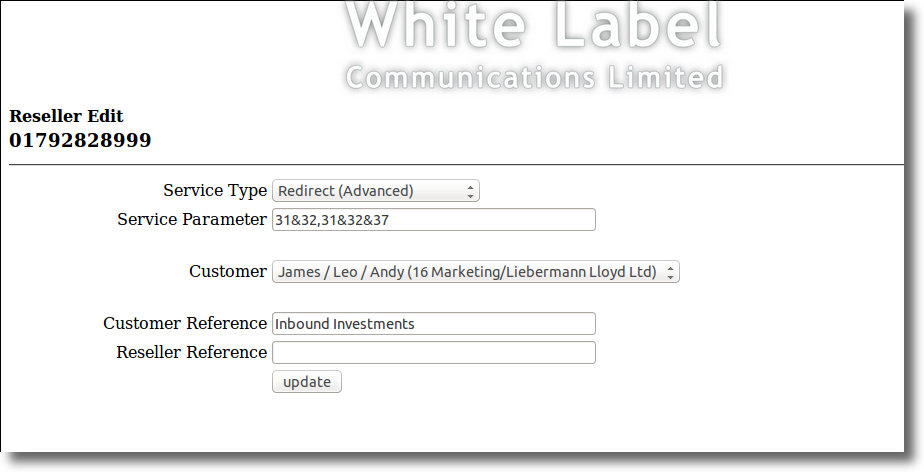 White Label
Communications Limited
Reseller Edit
01792828999
Service Type Redirect (Advanced)
Service Parameter 31&32,31&32&37
Customer James / Leo / Andy (16 Marketing/Liebermann Lloyd Ltd)
Customer Reference Inbound Investments
Reseller Reference
update